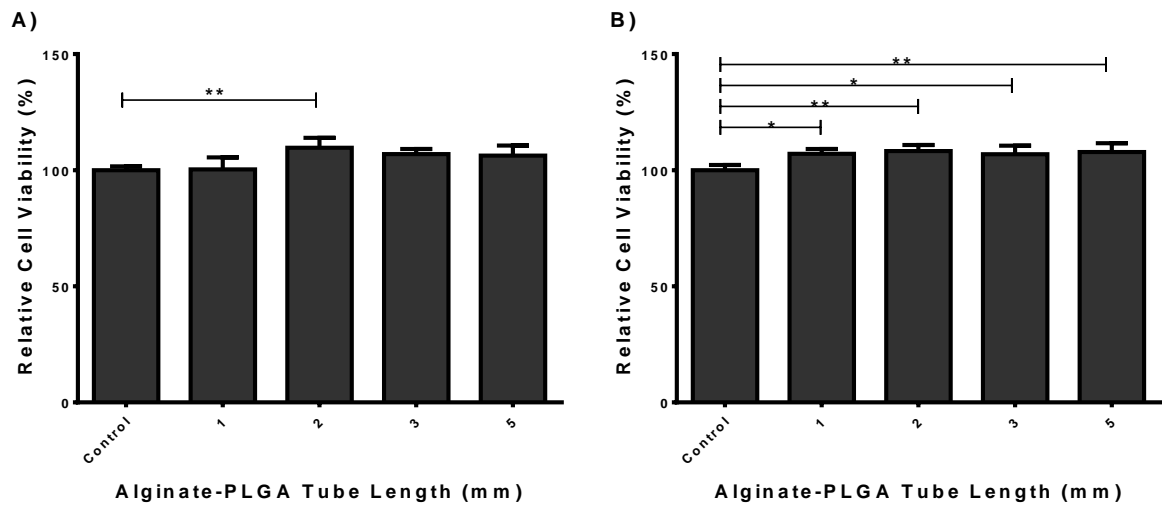 A)
Relative Cell Viability (%)
150
100
50
0
**
Control
1
2
3
5
Alginate-PLGA Tube Length (mm)
B)
Relative Cell Viability (%)
150
100
50
0
**
*
**
*
Control
1
2
3
5
Alginate-PLGA Tube Length (mm)